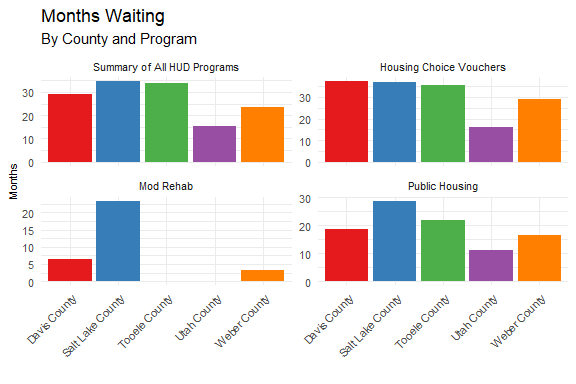 Months Waiting
By County and Program
Summary of All HUD Programs
Housing Choice Vouchers
30
20
10
0
30
20
10
0
Months
Mod Rehab
Public Housing
20
15
10
5
0
30
20
10
0
Davis County
Salt Lake County
Tooele County
Utah County
Weber County
Davis County
Salt Lake County
Tooele County
Utah County
Weber County